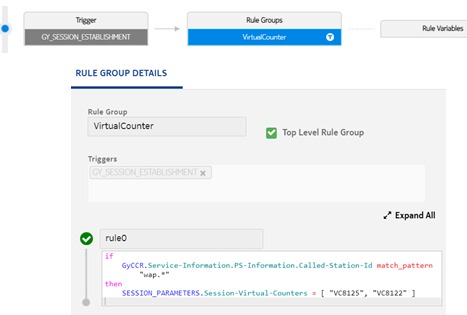 Trigger
GY_SESSION_ESTABLISHMENT
Rule Groups
VirtualCounter
T
Rule Variables
RULE GROUP DETAILS
Rule Group
VirtualCounter
Top Level Rule Group
Triggers
GY_SESSION_ESTABLISHMENT ×
Expand All
rule0
if
GyCCR.Service-Information.PS-Information.Called-Station-Id match_pattern
"wap.*"
then
SESSION_PARAMETERS.Session-Virtual-Counters = [ "VC8125", "VC8122" ]